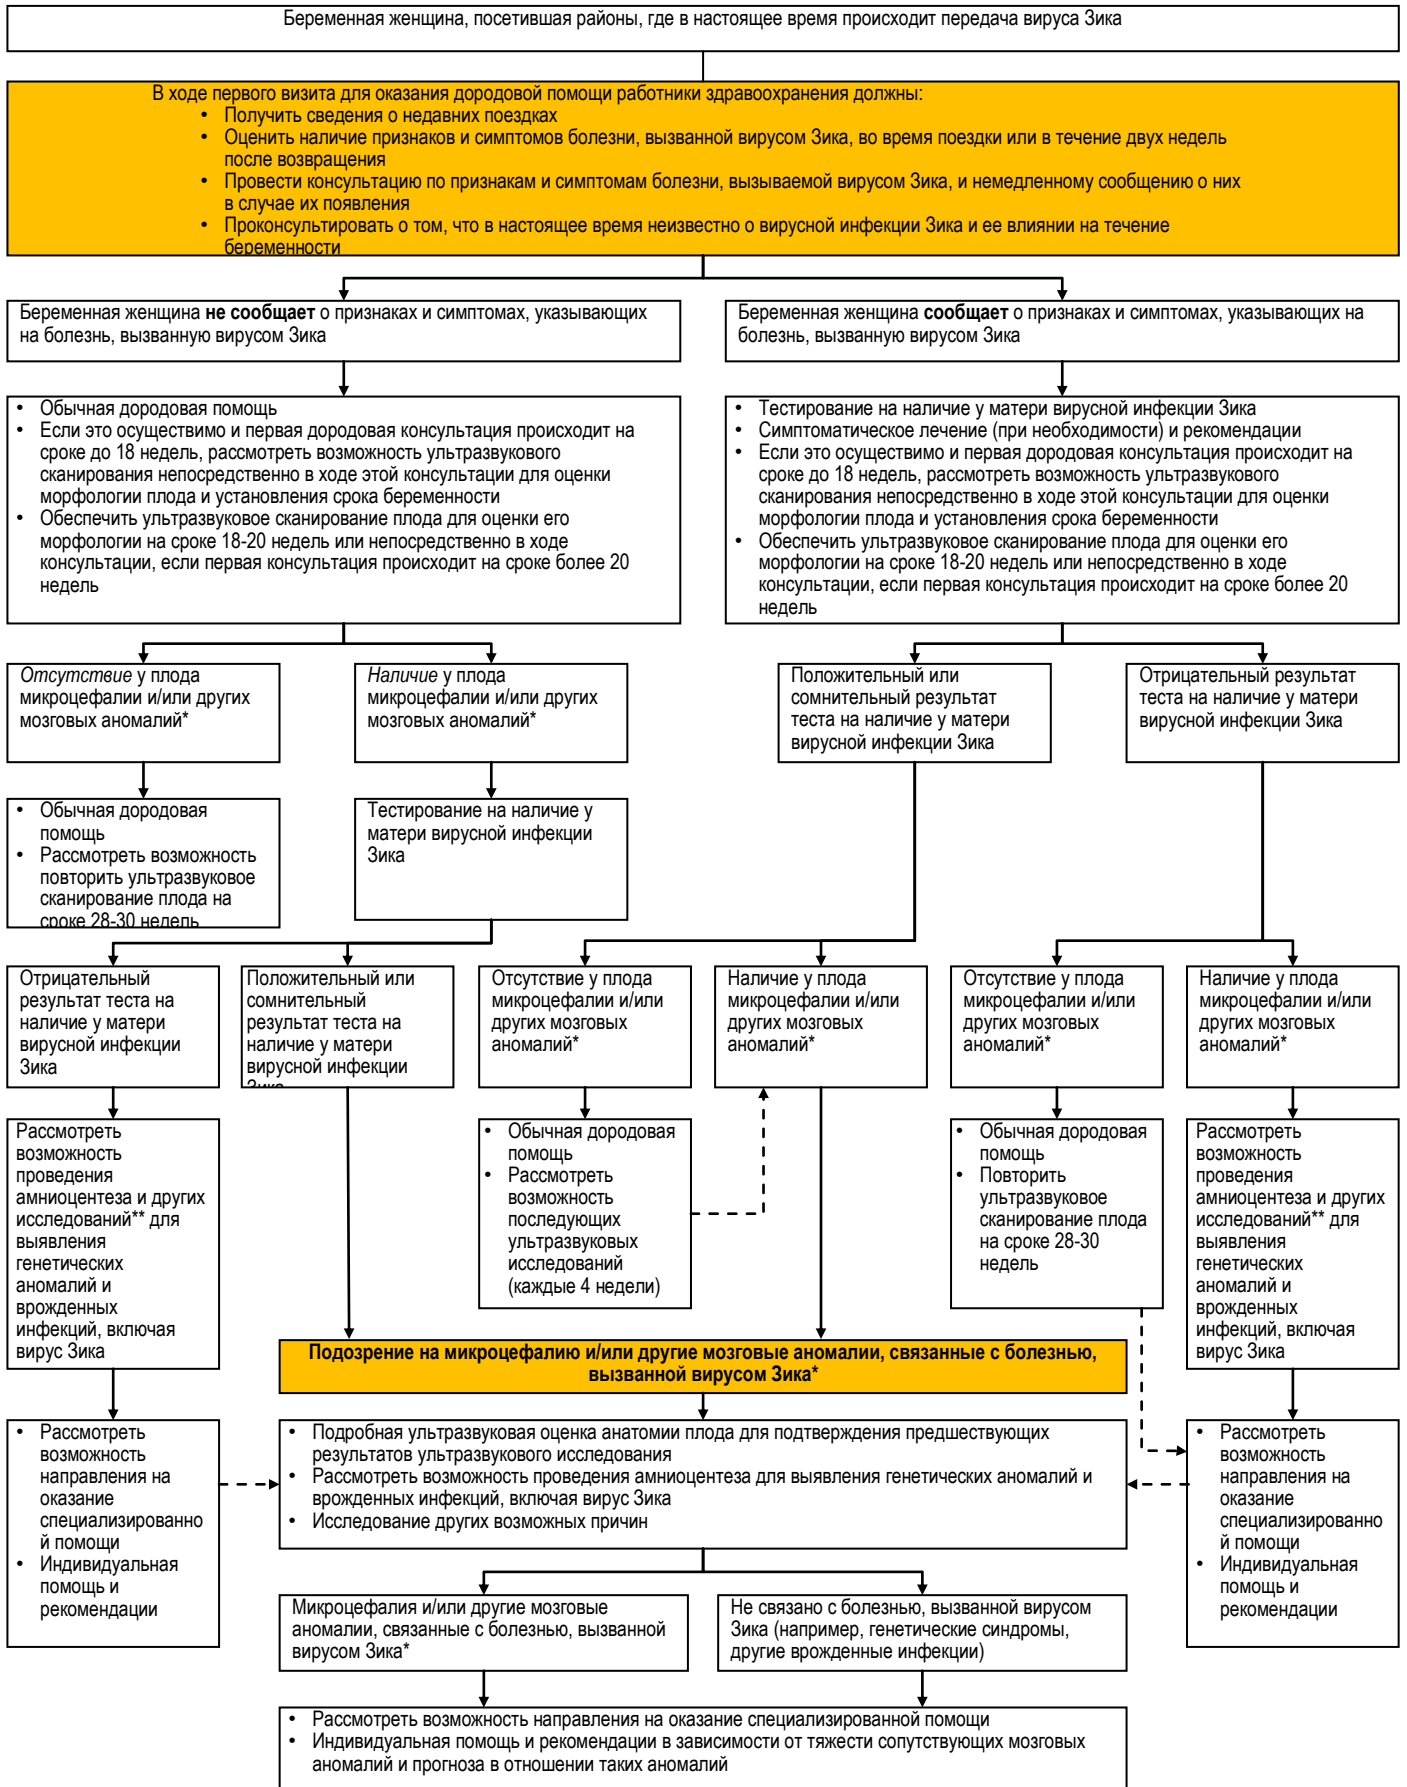 Беременная женщина, посетившая районы, где в настоящее время происходит передача вируса Зика
В ходе первого визита для оказания дородовой помощи работники здравоохранения должны:
• Получить сведения о недавних поездках
• Оценить наличие признаков и симптомов болезни, вызванной вирусом Зика, во время поездки или в течение двух недель
после возвращения
• Провести консультацию по признакам и симптомам болезни, вызываемой вирусом Зика, и немедленному сообщению о них
в случае их появления
• Проконсультировать о том, что в настоящее время неизвестно о вирусной инфекции Зика и ее влиянии на течение
беременности
Беременная женщина не сообщает о признаках и симптомах, указывающих
на болезнь, вызванную вирусом Зика
Беременная женщина сообщает о признаках и симптомах, указывающих на
болезнь, вызванную вирусом Зика
• Обычная дородовая помощь
• Если это осуществимо и первая дородовая консультация происходит на
сроке до 18 недель, рассмотреть возможность ультразвукового
сканирования непосредственно в ходе этой консультации для оценки
морфологии плода и установления срока беременности
• Обеспечить ультразвуковое сканирование плода для оценки его
морфологии на сроке 18-20 недель или непосредственно в ходе
консультации, если первая консультация происходит на сроке более 20
недель
• Тестирование на наличие у матери вирусной инфекции Зика
• Симптоматическое лечение (при необходимости) и рекомендации
• Если это осуществимо и первая дородовая консультация происходит на
сроке до 18 недель, рассмотреть возможность ультразвукового
сканирования непосредственно в ходе этой консультации для оценки
морфологии плода и установления срока беременности
• Обеспечить ультразвуковое сканирование плода для оценки его
морфологии на сроке 18-20 недель или непосредственно в ходе
консультации, если первая консультация происходит на сроке более 20
недель
Отсутствие у плода
микроцефалии и/или других
мозговых аномалий*
Наличие у плода
микроцефалии и/или других
мозговых аномалий*
Положительный или
сомнительный результат
теста на наличие у матери
вирусной инфекции Зика
Отрицательный результат
теста на наличие у матери
вирусной инфекции Зика
• Обычная дородовая
помощь
• Рассмотреть возможность
повторить ультразвуковое
сканирование плода на
сроке 28-30 недель
Тестирование на наличие у
матери вирусной инфекции
Зика
Отрицательный
результат теста на
наличие у матери
вирусной инфекции
Зика
Положительный или
сомнительный
результат теста на
наличие у матери
вирусной инфекции
Зика
Отсутствие у плода
микроцефалии и/или
других мозговых
аномалий*
Наличие у плода
микроцефалии и/или
других мозговых
аномалий*
Отсутствие у плода
микроцефалии и/или
других мозговых
аномалий*
Наличие у плода
микроцефалии и/или
других мозговых
аномалий*
Рассмотреть
возможность
проведения
амниоцентеза и других
исследований** для
выявления
генетических
аномалий и
врожденных
инфекций, включая
вирус Зика
• Обычная дородовая
помощь
• Рассмотреть
возможность
последующих
ультразвуковых
исследований
(каждые 4 недели)
• Обычная дородовая
помощь
• Повторить
ультразвуковое
сканирование плода
на сроке 28-30
недель
Рассмотреть
возможность
проведения
амниоцентеза и других
исследований** для
выявления
генетических
аномалий и
врожденных
инфекций, включая
вирус Зика
Подозрение на микроцефалию и/или другие мозговые аномалии, связанные с болезнью,
вызванной вирусом Зика*
• Рассмотреть
возможность
направления на
оказание
специализированно
й помощи
• Индивидуальная
помощь и
рекомендации
• Подробная ультразвуковая оценка анатомии плода для подтверждения предшествующих
результатов ультразвукового исследования
• Рассмотреть возможность проведения амниоцентеза для выявления генетических аномалий и
врожденных инфекций, включая вирус Зика
• Исследование других возможных причин
• Рассмотреть
возможность
направления на
оказание
специализированно
й помощи
• Индивидуальная
помощь и
рекомендации
Микроцефалия и/или другие мозговые
аномалии, связанные с болезнью, вызванной
вирусом Зика*
Не связано с болезнью, вызванной вирусом
Зика (например, генетические синдромы,
другие врожденные инфекции)
• Рассмотреть возможность направления на оказание специализированной помощи
• Индивидуальная помощь и рекомендации в зависимости от тяжести сопутствующих мозговых
аномалий и прогноза в отношении таких аномалий